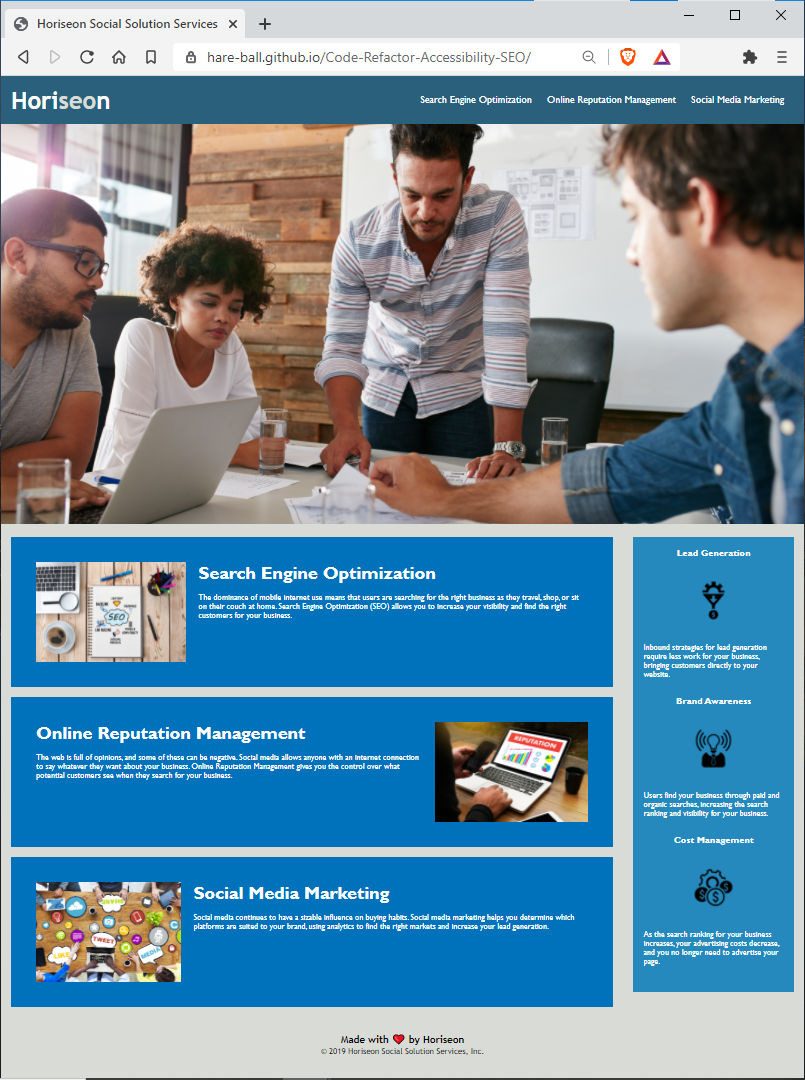 Horiseon Social Solution Services
hare-ball.github.io/Code-Refactor-Accessibility-SEO/
Horiseon
Search Engine Optimization
Online Reputation Management
Social Media Marketing
SEO
Search Engine Optimization
The dominance of mobile internet use means that users are searching for the right business as they travel, shop, or sit
on their couch at home. Search Engine Optimization (SEO) allows you to increase your visibility and find the right
customers for your business.
Online Reputation Management
The web is full of opinions, and some of these can be negative. Social media allows anyone with an internet connection
to say whatever they want about your business. Online Reputation Management gives you the control over what
potential customers see when they search for your business.
REPUTATION
SHARE
TWEET
LIKE
MEDIA
Social Media Marketing
Social media continues to have a sizable influence on buying habits. Social media marketing helps you determine which
platforms are suited to your brand, using analytics to find the right markets and increase your lead generation.
Lead Generation
Inbound strategies for lead generation
require less work for your business,
bringing customers directly to your
website.
Brand Awareness
Users find your business through paid and
organic searches, increasing the search
ranking and visibility for your business.
Cost Management
As the search ranking for your business
increases, your advertising costs decrease,
and you no longer need to advertise your
page.
Made with ❤️ by Horiseon
© 2019 Horiseon Social Solution Services, Inc.